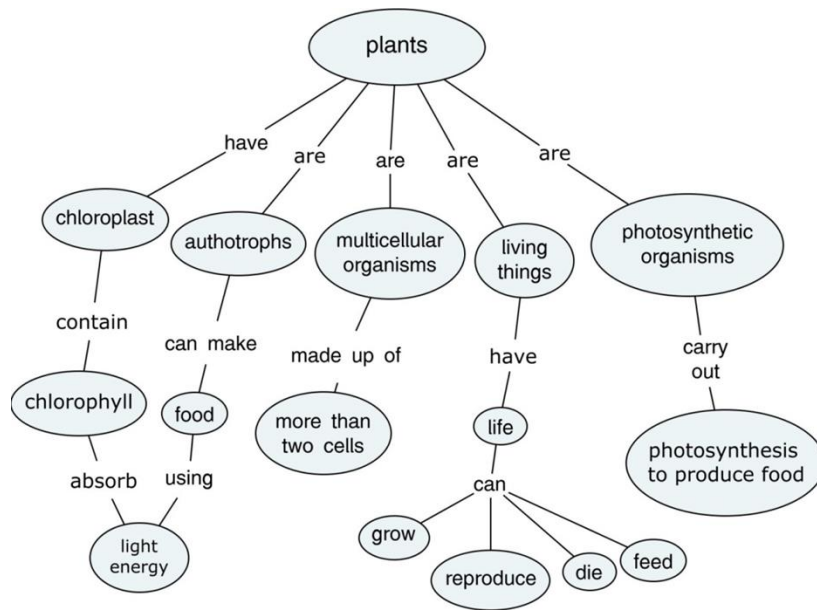 plants
have
are
are
are
are
chloroplast
authotrophs
multicellular
organisms
living
things
photosynthetic
organisms
contain
can make
made up of
have
carry
out
chlorophyll
food
more than
two cells
life
photosynthesis
to produce food
absorb
using
can
light
energy
grow
reproduce
die
feed